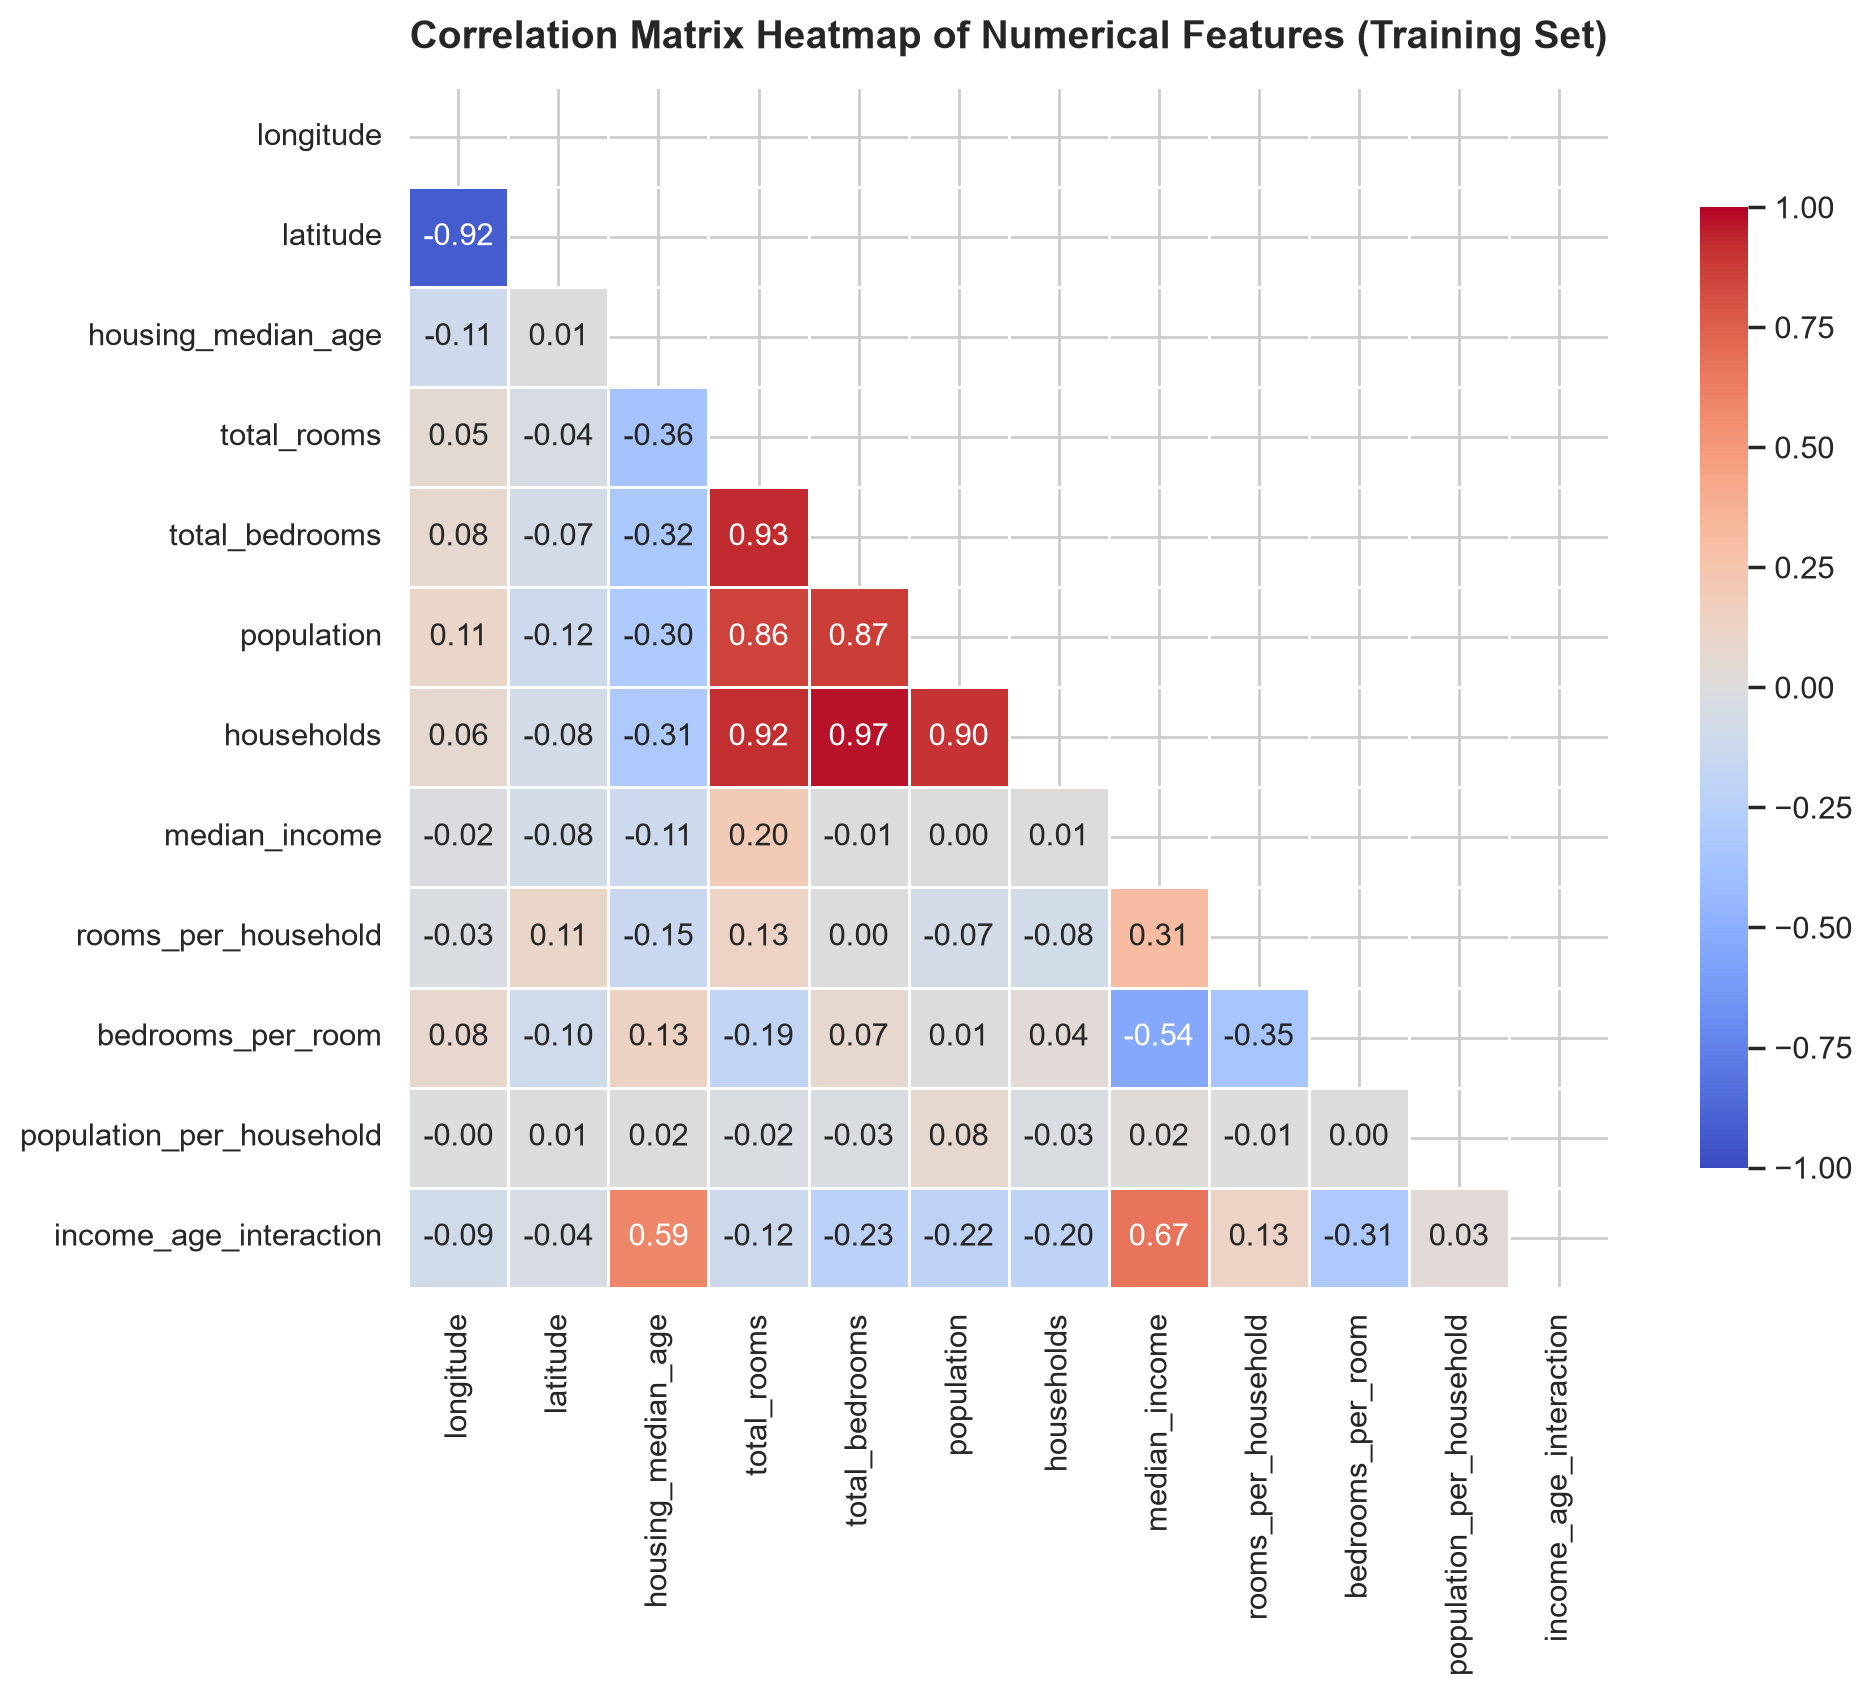 Correlation Matrix Heatmap of Numerical Features (Training Set)
longitude
latitude -0.92
housing_median_age -0.11 0.01
total_rooms 0.05 -0.04 -0.36
total_bedrooms 0.08 -0.07 -0.32 0.93
population 0.11 -0.12 -0.30 0.86 0.87
households 0.06 -0.08 -0.31 0.92 0.97 0.90
median_income -0.02 -0.08 -0.11 0.20 -0.01 0.00 0.01
rooms_per_household -0.03 0.11 -0.15 0.13 0.00 -0.07 -0.08 0.31
bedrooms_per_room 0.08 -0.10 0.13 -0.19 0.07 0.01 0.04 -0.54 -0.35
population_per_household -0.00 0.01 0.02 -0.02 -0.03 0.08 -0.03 0.02 -0.01 0.00
income_age_interaction -0.09 -0.04 0.59 -0.12 -0.23 -0.22 -0.20 0.67 0.13 -0.31 0.03
longitude
latitude
housing_median_age
total_rooms
total_bedrooms
population
households
median_income
rooms_per_household
bedrooms_per_room
population_per_household
income_age_interaction
1.00
0.75
0.50
0.25
0.00
−0.25
−0.50
−0.75
−1.00